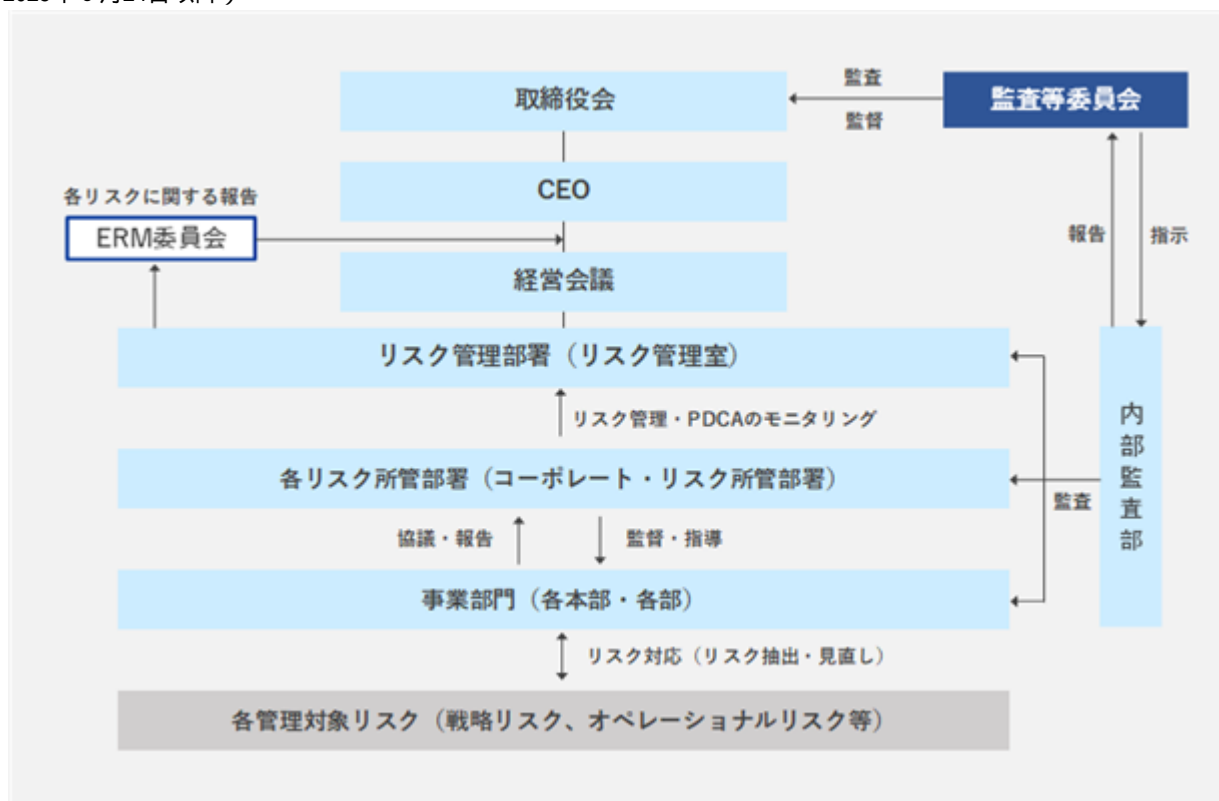 取締役会
監査
監督
監査等委員会
CEO
各リスクに関する報告
ERM委員会
報告
指示
経営会議
リスク管理部署（リスク管理室）
リスク管理・PDCAのモニタリング
内部監査部
各リスク所管部署（コーポレート・リスク所管部署）
監査
協議・報告
監督・指導
事業部門（各本部・各部）
リスク対応（リスク抽出・見直し）
各管理対象リスク（戦略リスク、オペレーショナルリスク等）